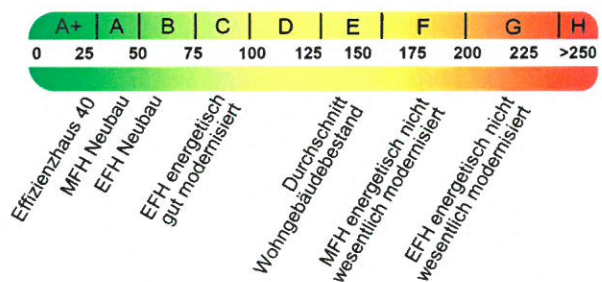 A+ A B C D E F G H
0 25 50 75 100 125 150 175 200 225 >250
Effizienzhaus 40
MFH Neubau
EFH Neubau
EFH energetisch
gut modernisiert
Durchschnitt
Wohngebäudebestand
MFH energetisch nicht
wesentlich modernisiert
EFH energetisch nicht
wesentlich modernisiert